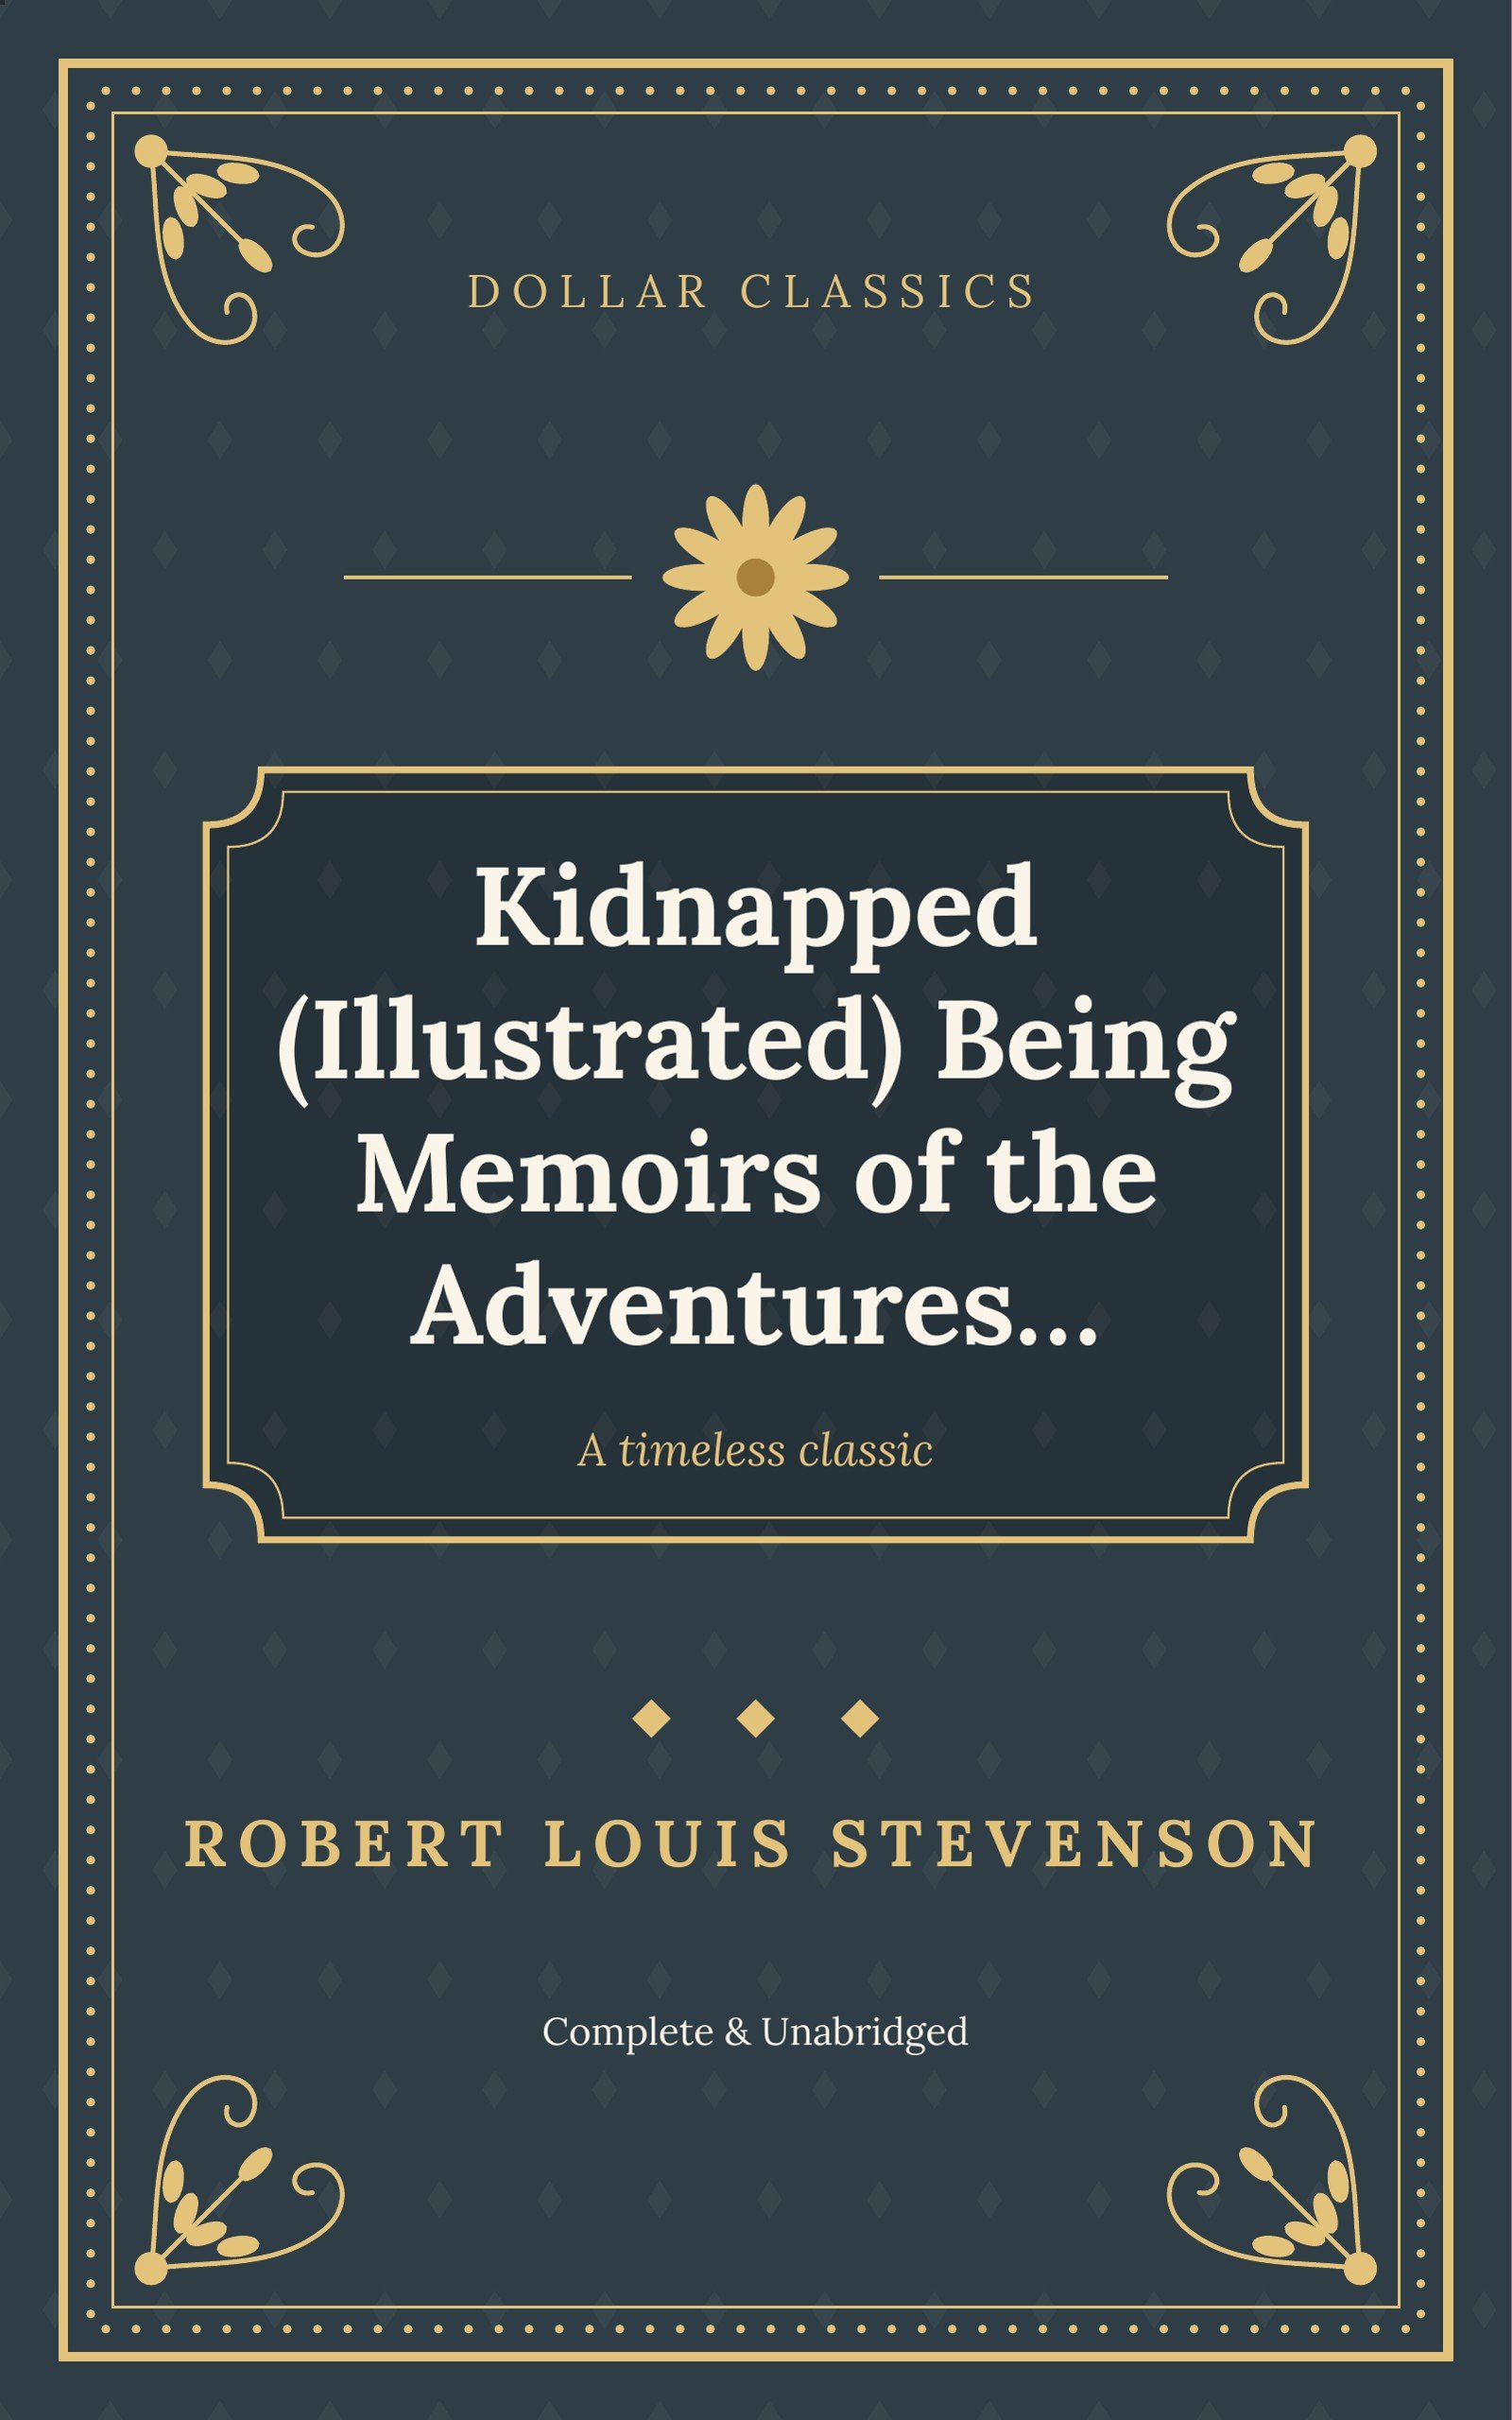 DOLLAR CLASSICS
Kidnapped
(Illustrated) Being
Memoirs of the
Adventures...
A timeless classic
ROBERT LOUIS STEVENSON
Complete & Unabridged